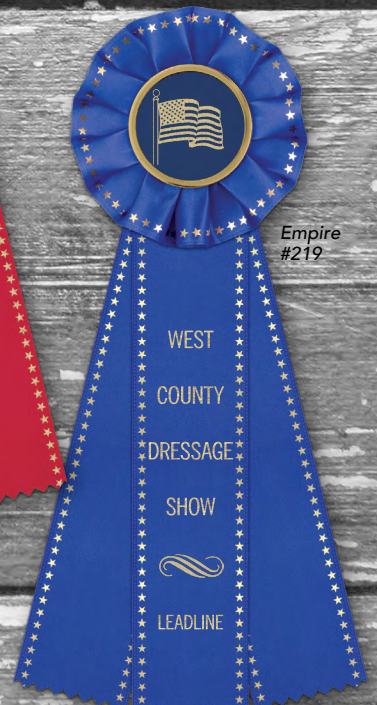 Empire
#219
WEST
COUNTY
DRESSAGE
SHOW
LEADLINE